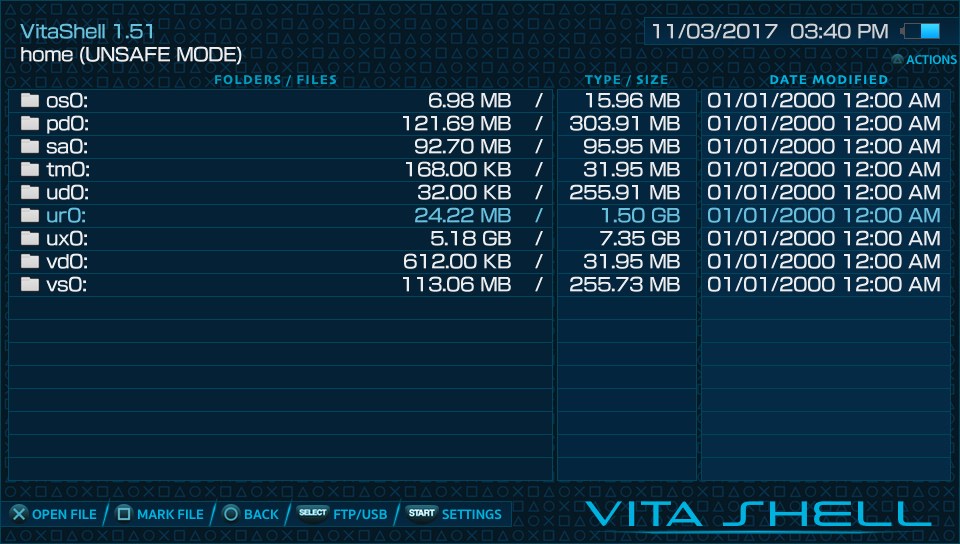 VitaShell 1.51
11/03/2017 03:40 PM
home (UNSAFE MODE)
ACTIONS
FOLDERS / FILES TYPE / SIZE DATE MODIFIED
os0: 6.98 MB / 15.96 MB 01/01/2000 12:00 AM
pd0: 121.69 MB / 303.91 MB 01/01/2000 12:00 AM
sa0: 92.70 MB / 95.95 MB 01/01/2000 12:00 AM
tm0: 168.00 KB / 31.95 MB 01/01/2000 12:00 AM
ud0: 32.00 KB / 255.91 MB 01/01/2000 12:00 AM
ur0: 24.22 MB / 1.50 GB 01/01/2000 12:00 AM
ux0: 5.18 GB / 7.35 GB 01/01/2000 12:00 AM
vd0: 612.00 KB / 31.95 MB 01/01/2000 12:00 AM
vs0: 113.06 MB / 255.73 MB 01/01/2000 12:00 AM
OPEN FILE / MARK FILE / BACK / SELECT FTP/USB / START SETTINGS
VITA SHELL